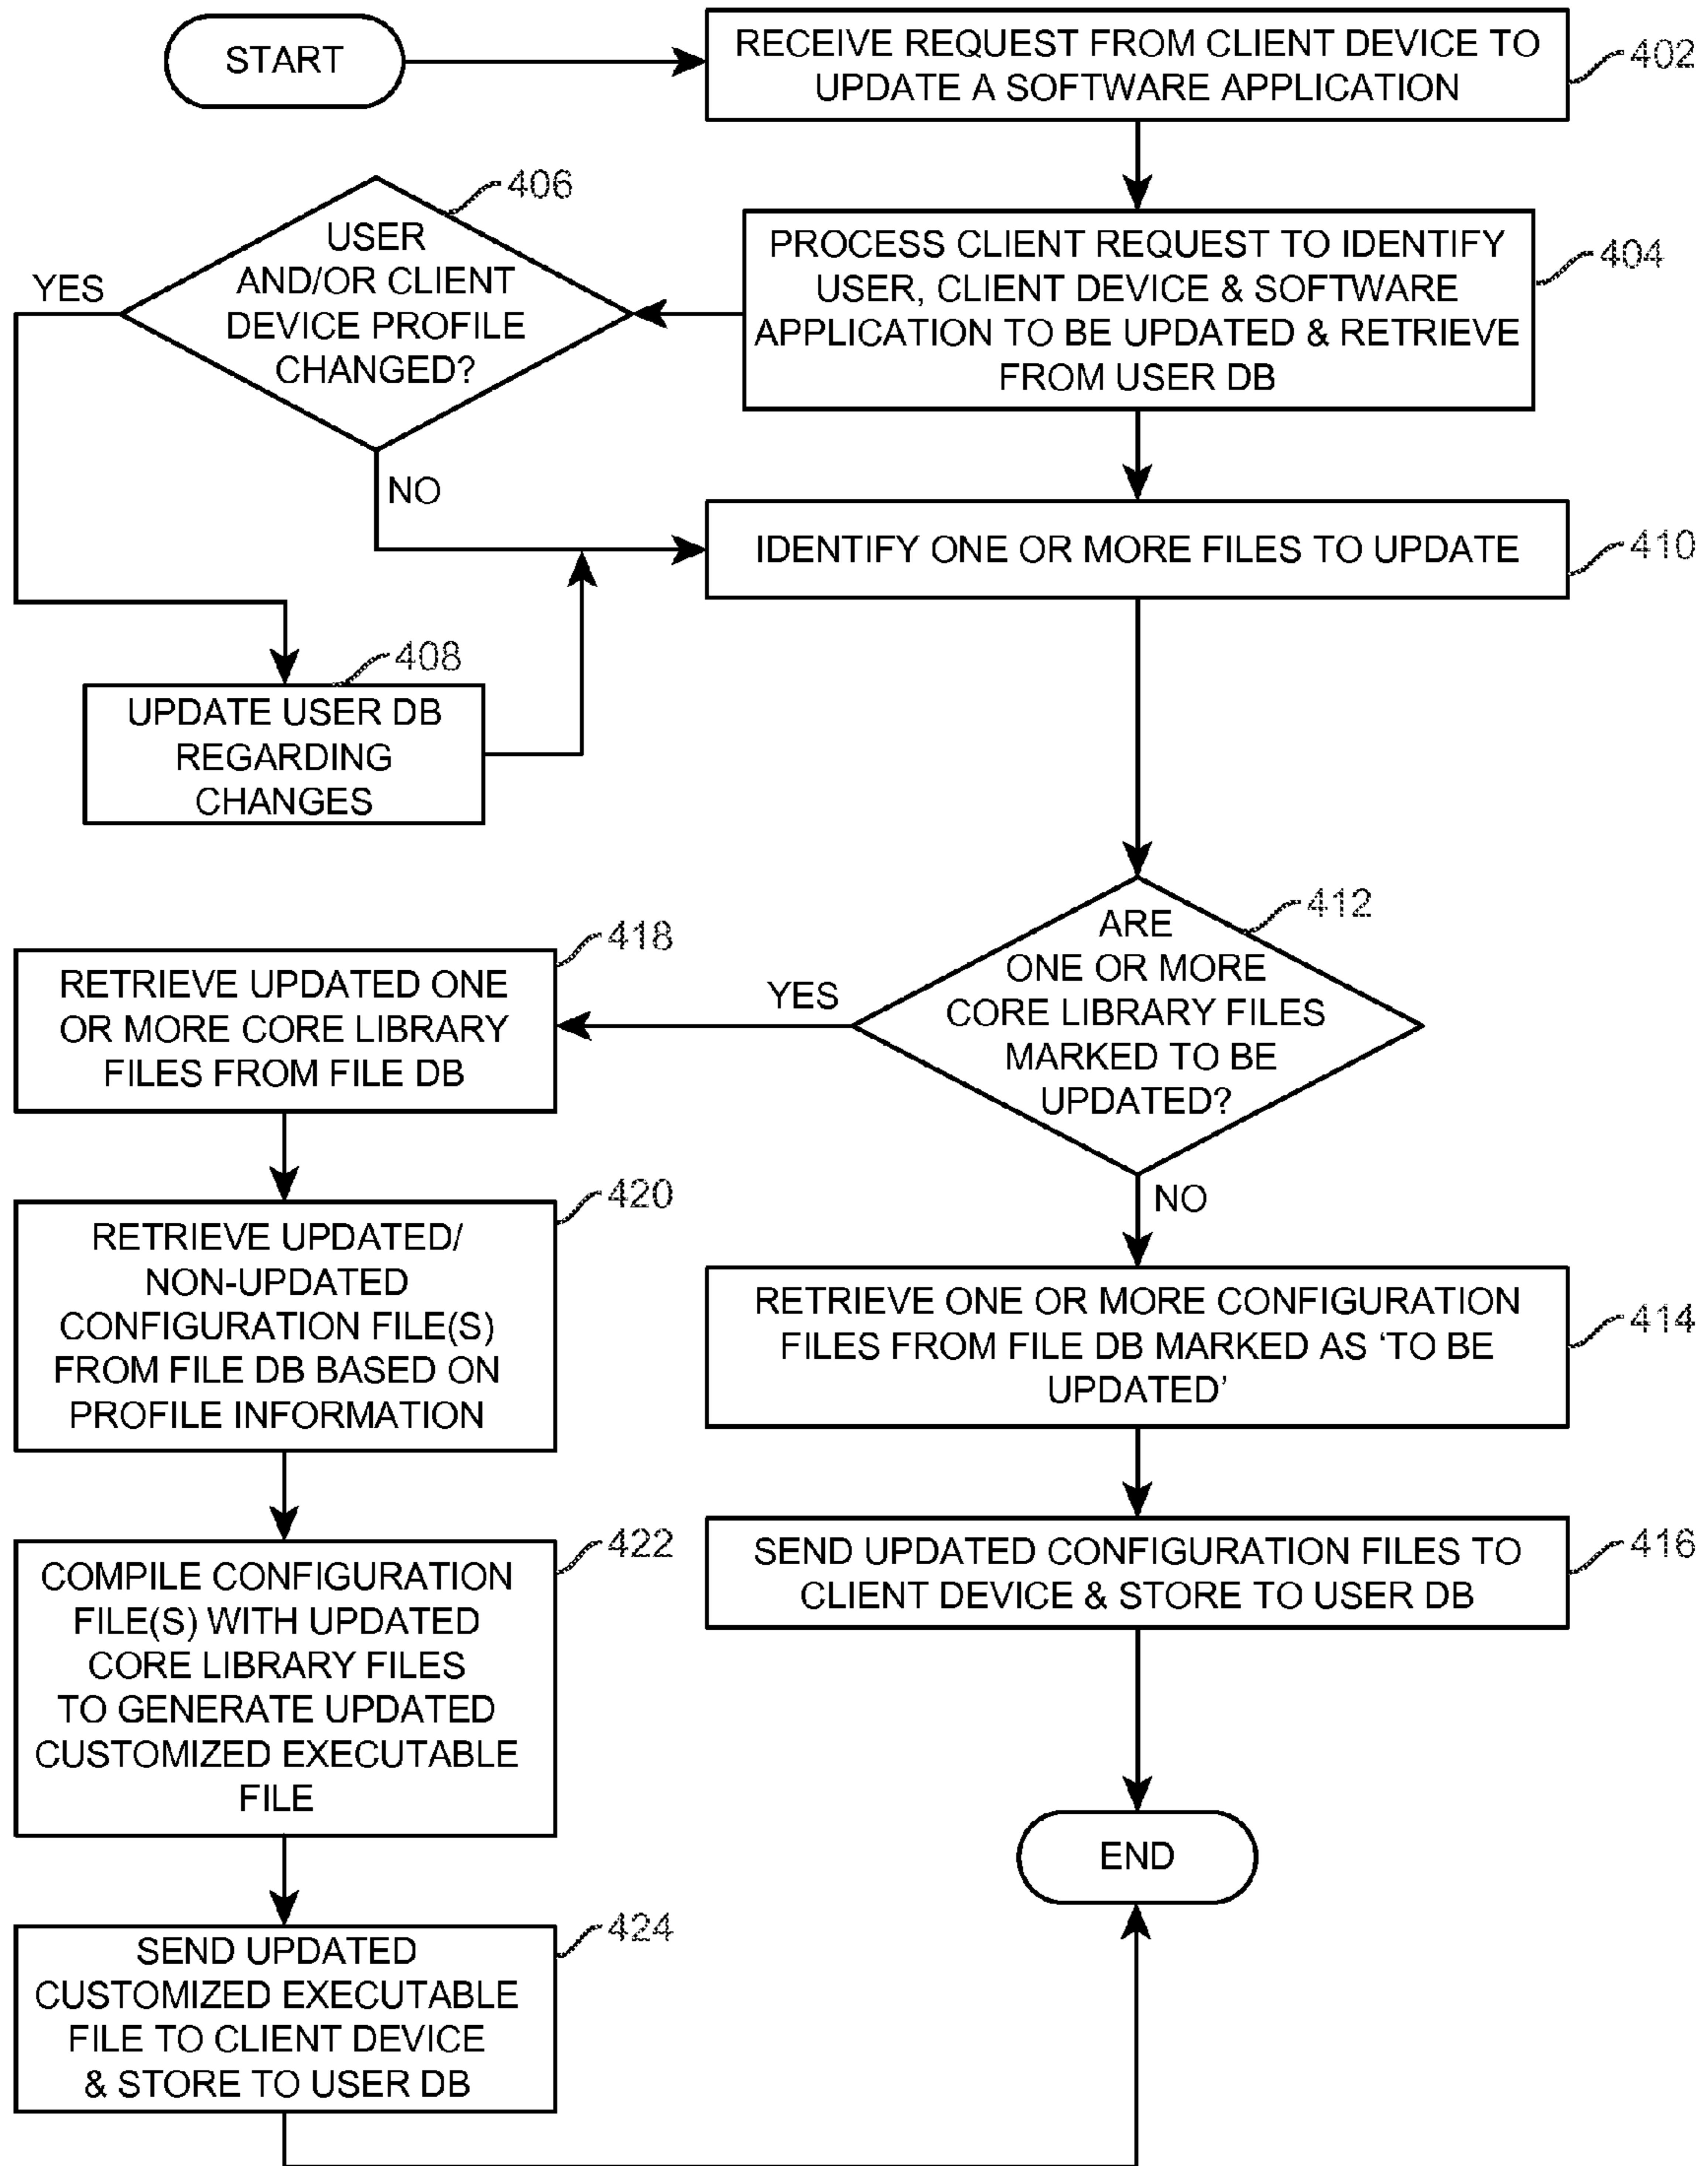 START
RECEIVE REQUEST FROM CLIENT DEVICE TO
UPDATE A SOFTWARE APPLICATION
402
406
USER
AND/OR CLIENT
DEVICE PROFILE
CHANGED?
YES
NO
PROCESS CLIENT REQUEST TO IDENTIFY
USER, CLIENT DEVICE & SOFTWARE
APPLICATION TO BE UPDATED & RETRIEVE
FROM USER DB
404
IDENTIFY ONE OR MORE FILES TO UPDATE
410
408
UPDATE USER DB
REGARDING
CHANGES
412
ARE
ONE OR MORE
CORE LIBRARY FILES
MARKED TO BE
UPDATED?
YES
NO
418
RETRIEVE UPDATED ONE
OR MORE CORE LIBRARY
FILES FROM FILE DB
420
RETRIEVE UPDATED/
NON-UPDATED
CONFIGURATION FILE(S)
FROM FILE DB BASED ON
PROFILE INFORMATION
RETRIEVE ONE OR MORE CONFIGURATION
FILES FROM FILE DB MARKED AS ‘TO BE
UPDATED’
414
422
COMPILE CONFIGURATION
FILE(S) WITH UPDATED
CORE LIBRARY FILES
TO GENERATE UPDATED
CUSTOMIZED EXECUTABLE
FILE
SEND UPDATED CONFIGURATION FILES TO
CLIENT DEVICE & STORE TO USER DB
416
END
424
SEND UPDATED
CUSTOMIZED EXECUTABLE
FILE TO CLIENT DEVICE
& STORE TO USER DB